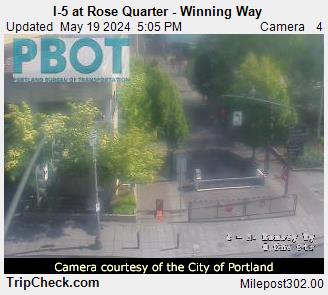 I-5 at Rose Quarter - Winning Way
Updated May 19 2024 5:05 PM Camera 4
PBOT
PORTLAND BUREAU OF TRANSPORTATION
Camera courtesy of the City of Portland
TripCheck.com Milepost302.00